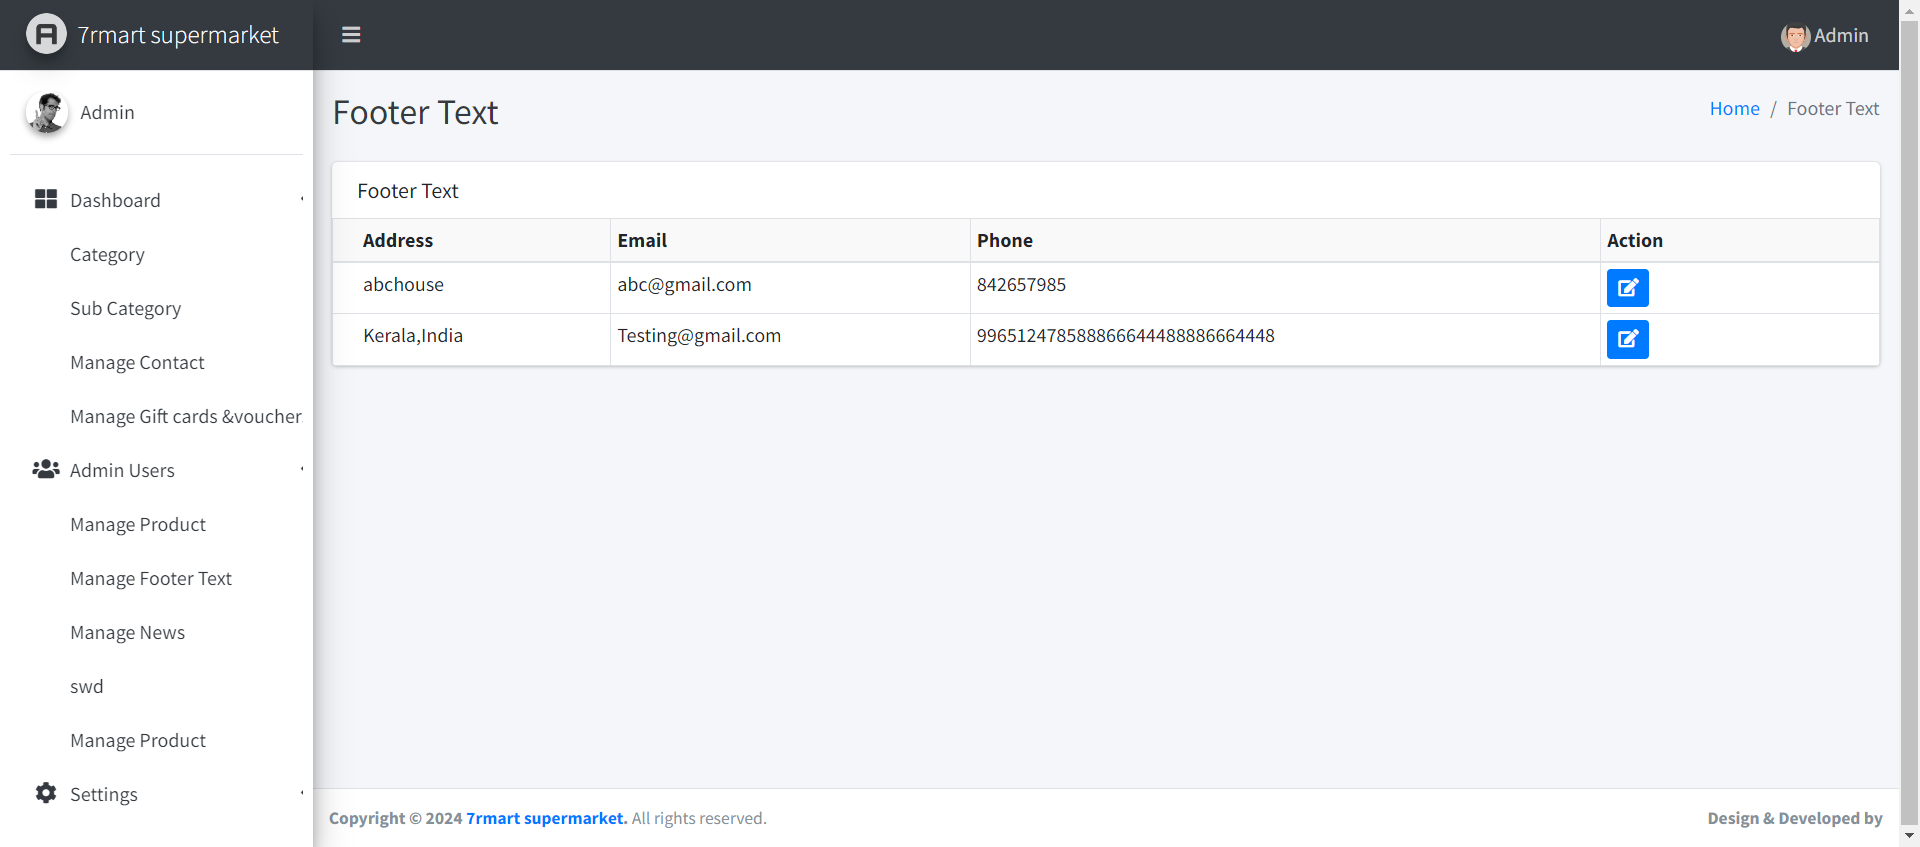 7rmart supermarket
Admin
Admin
Dashboard
Category
Sub Category
Manage Contact
Manage Gift cards &voucher
Admin Users
Manage Product
Manage Footer Text
Manage News
swd
Manage Product
Settings
Footer Text
Home / Footer Text
Footer Text
Address Email Phone Action
abchouse abc@gmail.com 842657985
Kerala,India Testing@gmail.com 996512478588866644488886664448
Copyright © 2024 7rmart supermarket. All rights reserved.
Design & Developed by